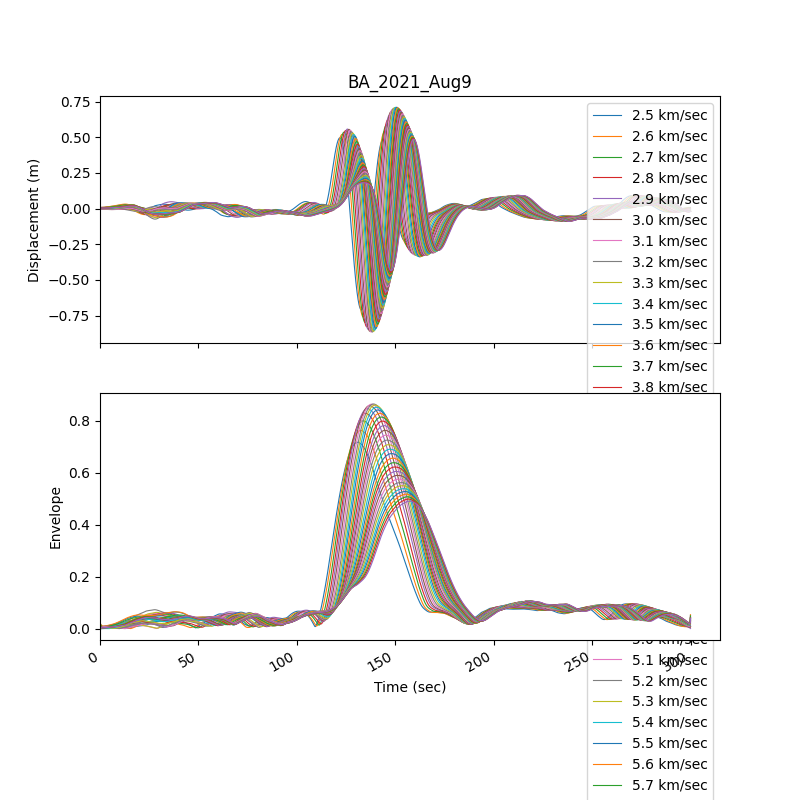 BA_2021_Aug9
Displacement (m)
0.75
0.50
0.25
0.00
−0.25
−0.50
−0.75
2.5 km/sec
2.6 km/sec
2.7 km/sec
2.8 km/sec
2.9 km/sec
3.0 km/sec
3.1 km/sec
3.2 km/sec
3.3 km/sec
3.4 km/sec
3.5 km/sec
3.6 km/sec
3.7 km/sec
3.8 km/sec
Envelope
0.8
0.6
0.4
0.2
0.0
0
50
100
150
200
250
300
Time (sec)
5.0 km/sec
5.1 km/sec
5.2 km/sec
5.3 km/sec
5.4 km/sec
5.5 km/sec
5.6 km/sec
5.7 km/sec